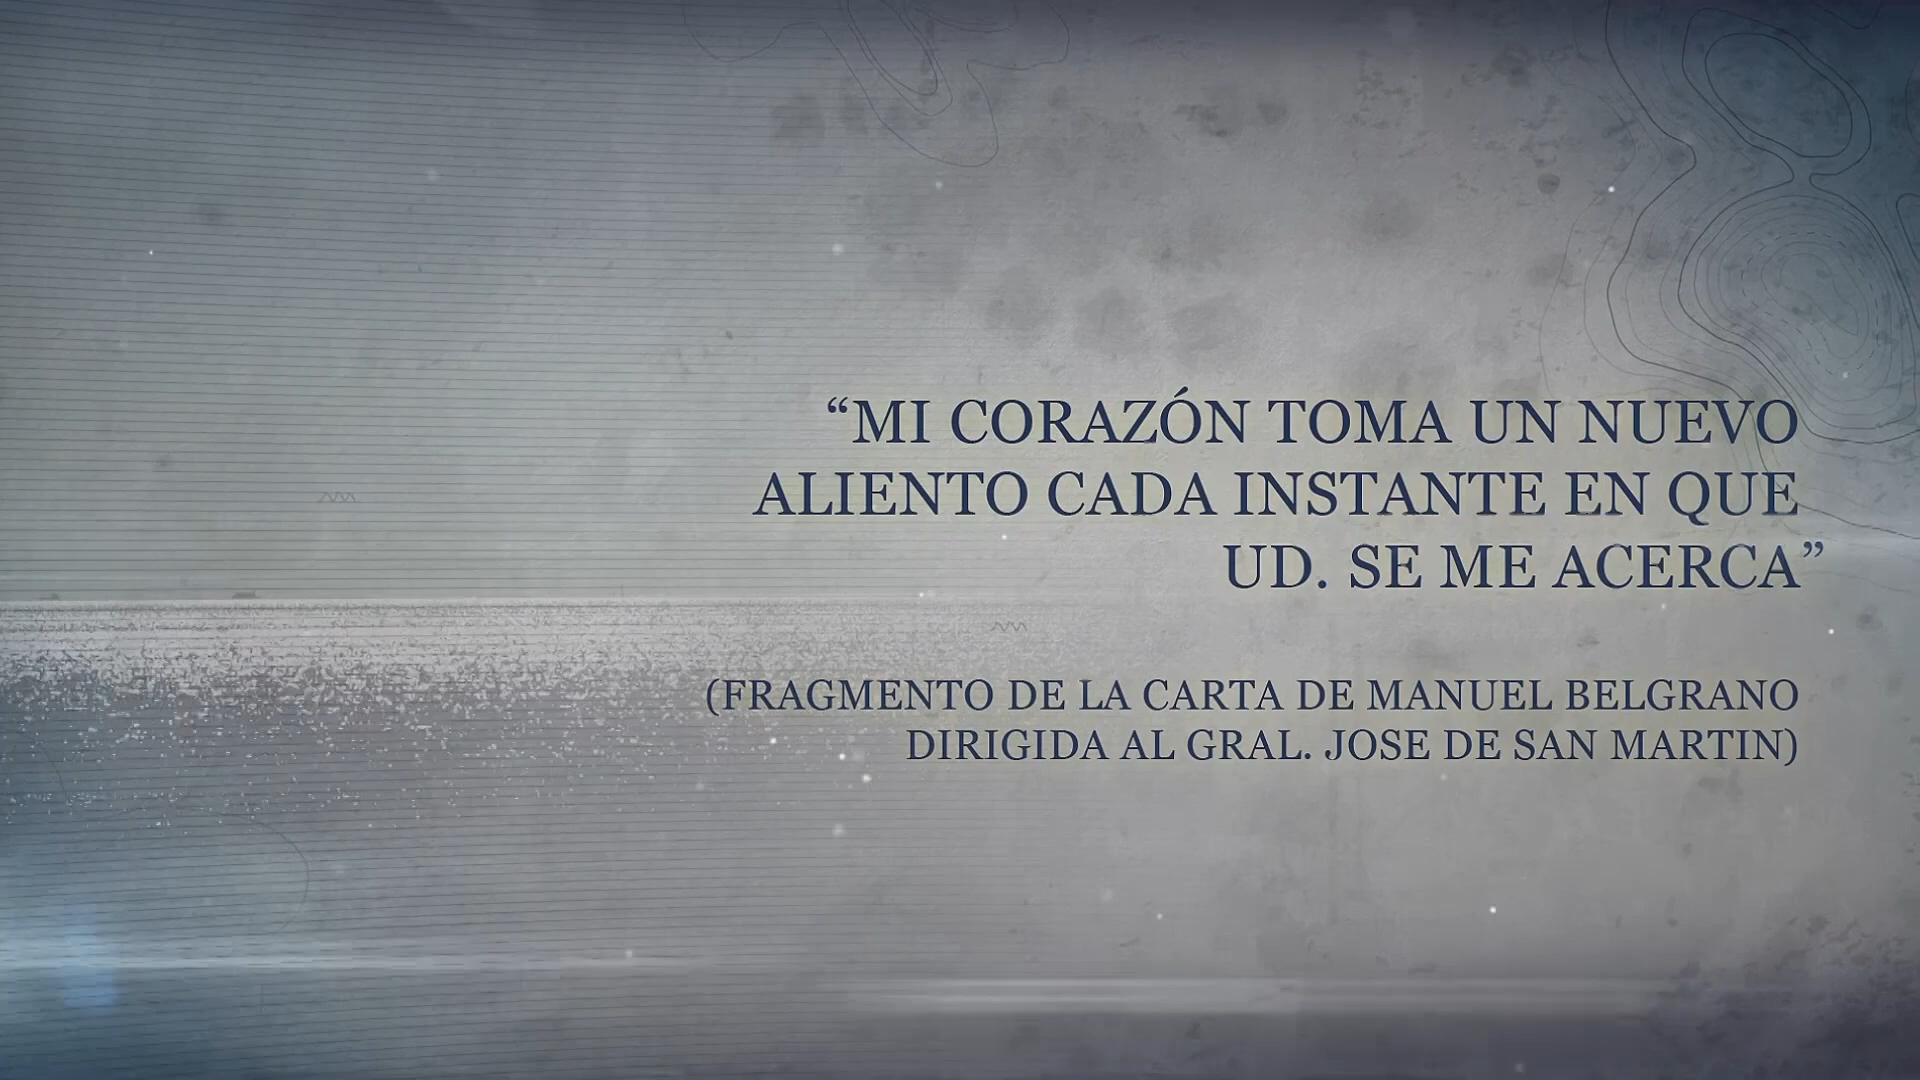 “MI CORAZÓN TOMA UN NUEVO
ALIENTO CADA INSTANTE EN QUE
UD. SE ME ACERCA”
(FRAGMENTO DE LA CARTA DE MANUEL BELGRANO
DIRIGIDA AL GRAL. JOSE DE SAN MARTIN)